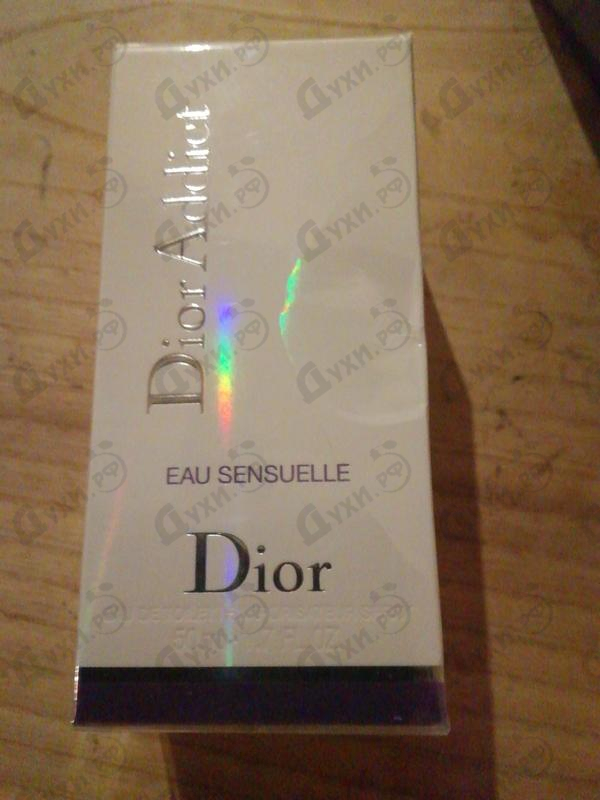 Dior Addict
EAU SENSUELLE
Dior
Духи.рф